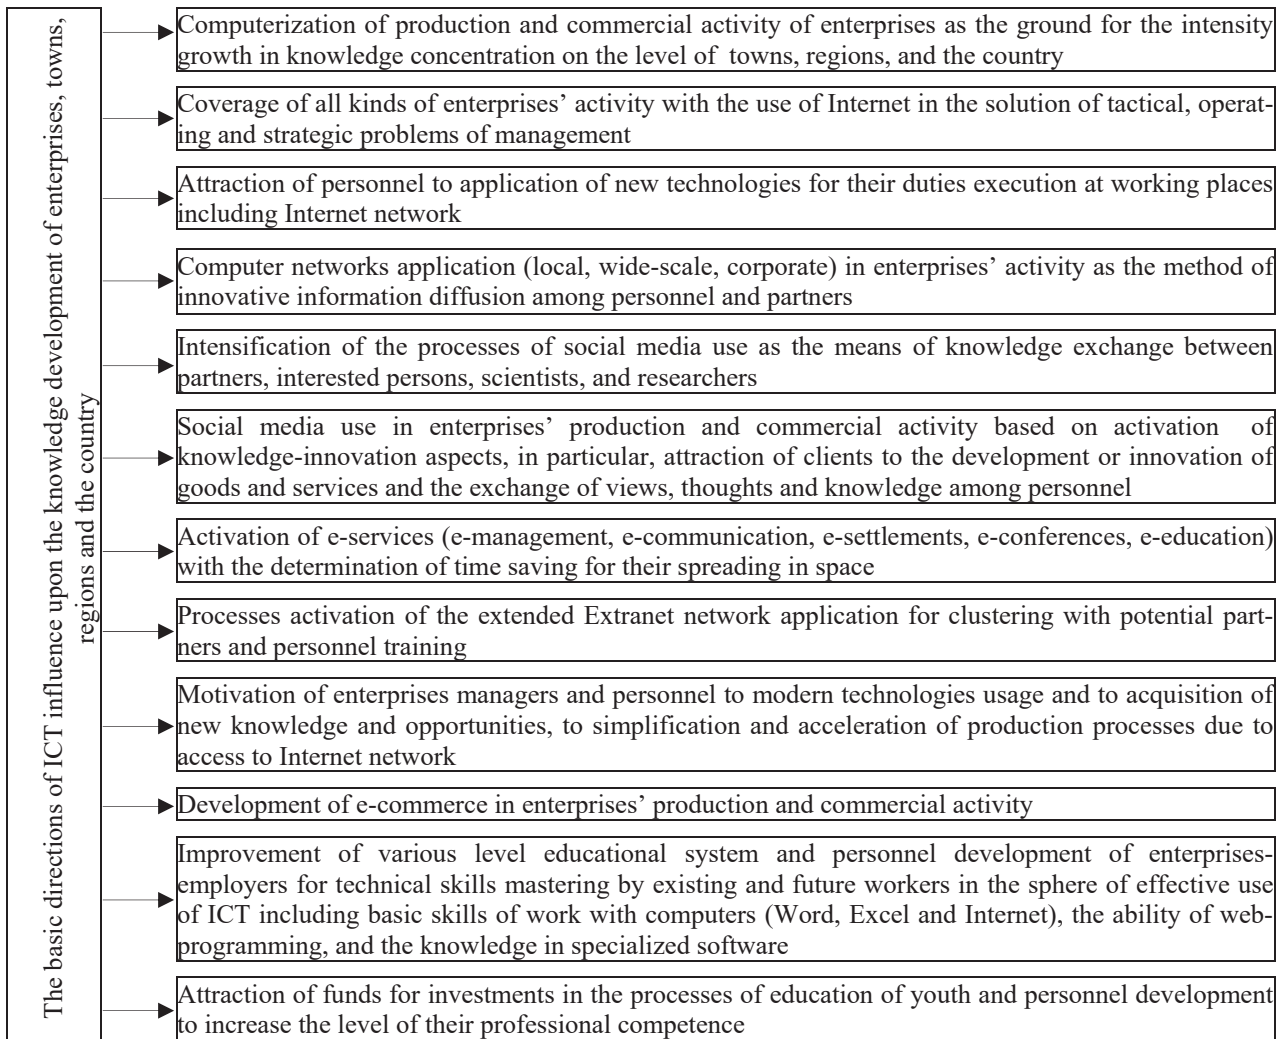 The basic directions of ICT influence upon the knowledge development of enterprises, towns,
regions and the country
Computerization of production and commercial activity of enterprises as the ground for the intensity
growth in knowledge concentration on the level of towns, regions, and the country
Coverage of all kinds of enterprises’ activity with the use of Internet in the solution of tactical, operat-
ing and strategic problems of management
Attraction of personnel to application of new technologies for their duties execution at working places
including Internet network
Computer networks application (local, wide-scale, corporate) in enterprises’ activity as the method of
innovative information diffusion among personnel and partners
Intensification of the processes of social media use as the means of knowledge exchange between
partners, interested persons, scientists, and researchers
Social media use in enterprises’ production and commercial activity based on activation of
knowledge-innovation aspects, in particular, attraction of clients to the development or innovation of
goods and services and the exchange of views, thoughts and knowledge among personnel
Activation of e-services (e-management, e-communication, e-settlements, e-conferences, e-education)
with the determination of time saving for their spreading in space
Processes activation of the extended Extranet network application for clustering with potential part-
ners and personnel training
Motivation of enterprises managers and personnel to modern technologies usage and to acquisition of
new knowledge and opportunities, to simplification and acceleration of production processes due to
access to Internet network
Development of e-commerce in enterprises’ production and commercial activity
Improvement of various level educational system and personnel development of enterprises-
employers for technical skills mastering by existing and future workers in the sphere of effective use
of ICT including basic skills of work with computers (Word, Excel and Internet), the ability of web-
programming, and the knowledge in specialized software
Attraction of funds for investments in the processes of education of youth and personnel development
to increase the level of their professional competence